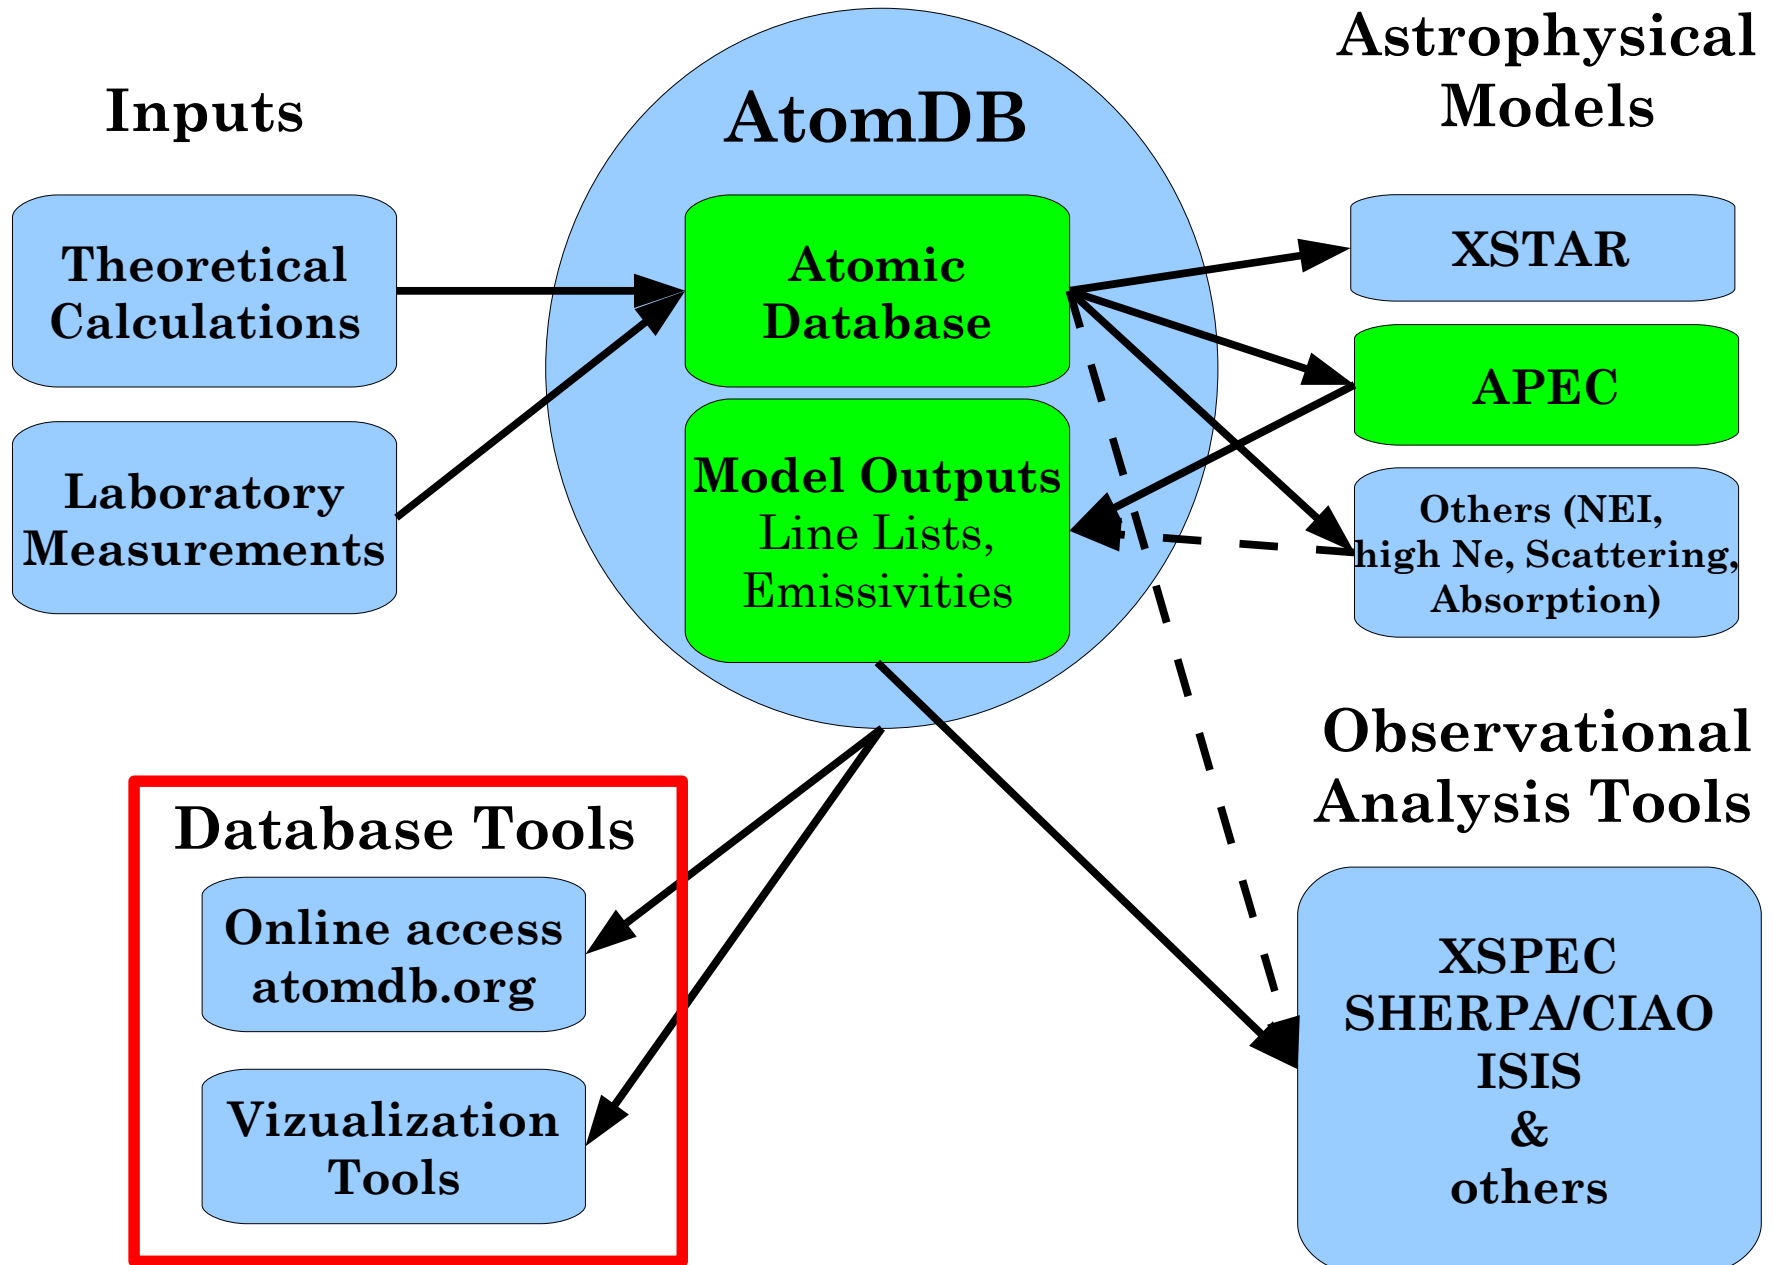 Inputs
Theoretical
Calculations
Laboratory
Measurements
AtomDB
Atomic
Database
Model Outputs
Line Lists,
Emissivities
Astrophysical
Models
XSTAR
APEC
Others (NEI,
high Ne, Scattering,
Absorption)
Database Tools
Online access
atomdb.org
Vizualization
Tools
Observational
Analysis Tools
XSPEC
SHERPA/CIAO
ISIS
&
others